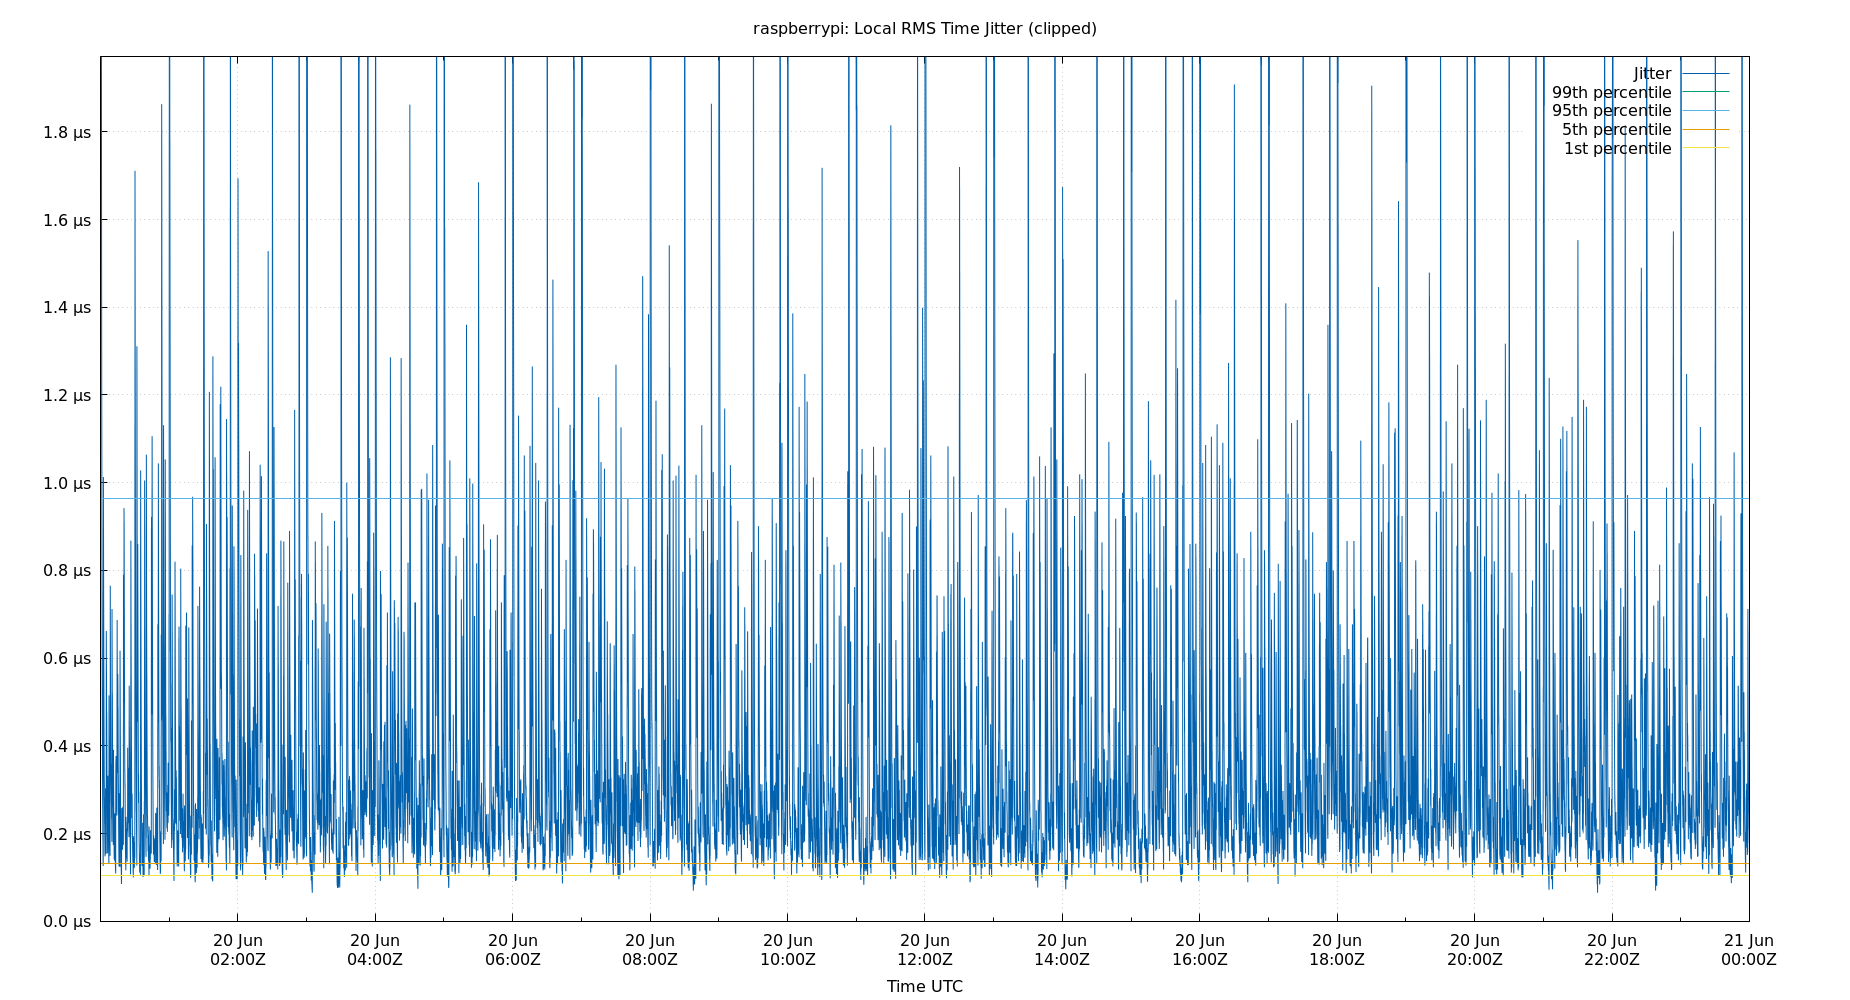 raspberrypi: Local RMS Time Jitter (clipped)
Jitter
99th percentile
95th percentile
5th percentile
1st percentile
1.8 µs
1.6 µs
1.4 µs
1.2 µs
1.0 µs
0.8 µs
0.6 µs
0.4 µs
0.2 µs
0.0 µs
20 Jun 20 Jun 20 Jun 20 Jun 20 Jun 20 Jun 20 Jun 20 Jun 20 Jun 20 Jun 20 Jun 21 Jun
02:00Z 04:00Z 06:00Z 08:00Z 10:00Z 12:00Z 14:00Z 16:00Z 18:00Z 20:00Z 22:00Z 00:00Z
Time UTC